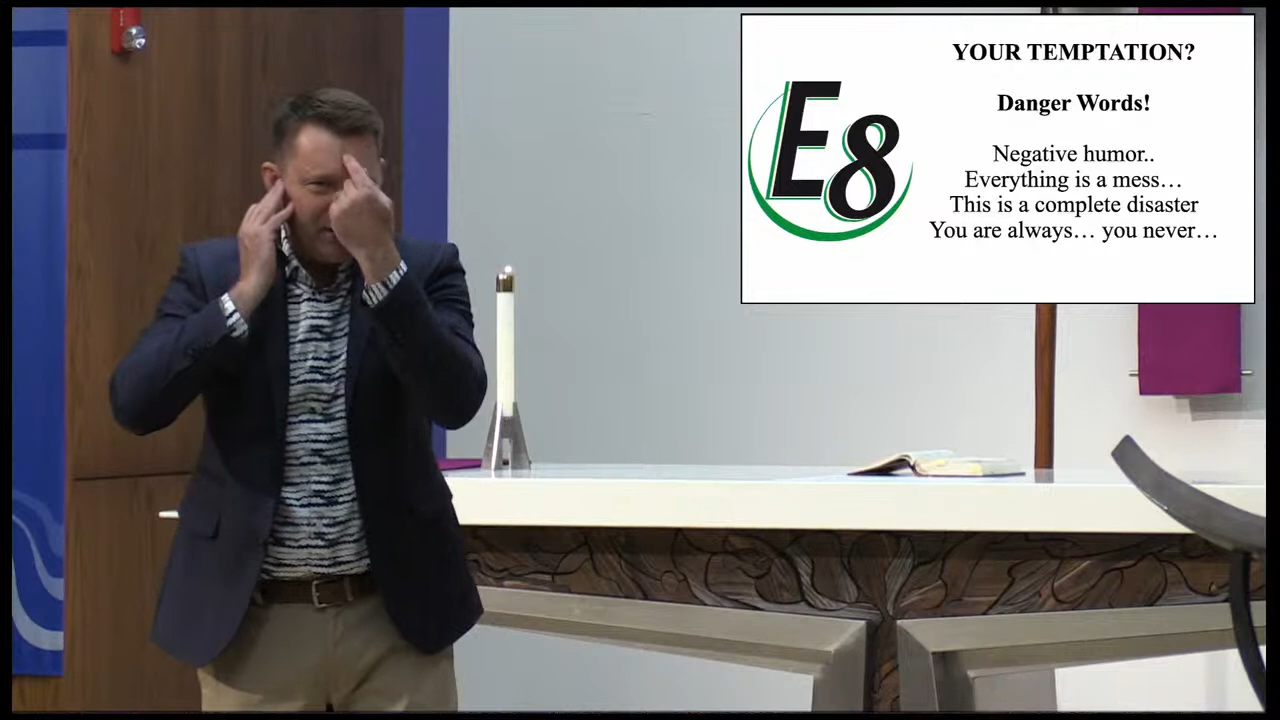 YOUR TEMPTATION?
Danger Words!
E8
Negative humor..
Everything is a mess…
This is a complete disaster
You are always… you never…